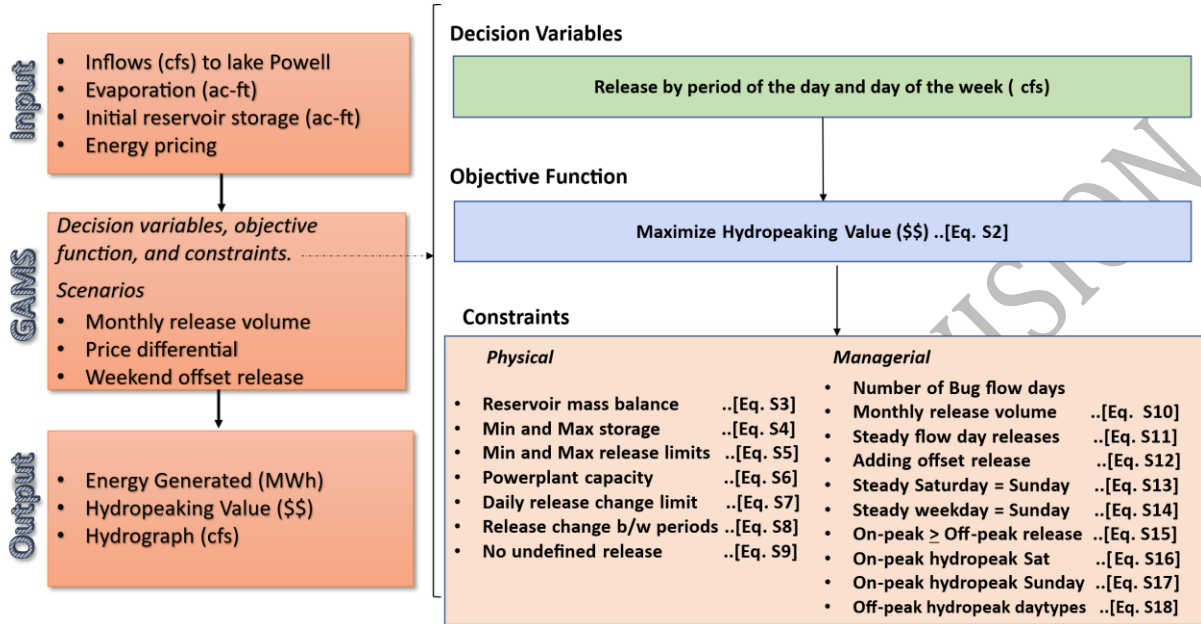 Input
• Inflows (cfs) to lake Powell
• Evaporation (ac-ft)
• Initial reservoir storage (ac-ft)
• Energy pricing
GAMS
Decision variables, objective
function, and constraints.
Scenarios
• Monthly release volume
• Price differential
• Weekend offset release
Output
• Energy Generated (MWh)
• Hydropeaking Value ($$)
• Hydrograph (cfs)
Decision Variables
Release by period of the day and day of the week ( cfs)
Objective Function
Maximize Hydropeaking Value ($$) ..[Eq. S2]
Constraints
Physical
• Reservoir mass balance ..[Eq. S3]
• Min and Max storage ..[Eq. S4]
• Min and Max release limits ..[Eq. S5]
• Powerplant capacity ..[Eq. S6]
• Daily release change limit ..[Eq. S7]
• Release change b/w periods ..[Eq. S8]
• No undefined release ..[Eq. S9]
Managerial
• Number of Bug flow days
• Monthly release volume ..[Eq. S10]
• Steady flow day releases ..[Eq. S11]
• Adding offset release ..[Eq. S12]
• Steady Saturday = Sunday ..[Eq. S13]
• Steady weekday = Sunday ..[Eq. S14]
• On-peak ≥ Off-peak release ..[Eq. S15]
• On-peak hydropeak Sat ..[Eq. S16]
• On-peak hydropeak Sunday ..[Eq. S17]
• Off-peak hydropeak daytypes ..[Eq. S18]